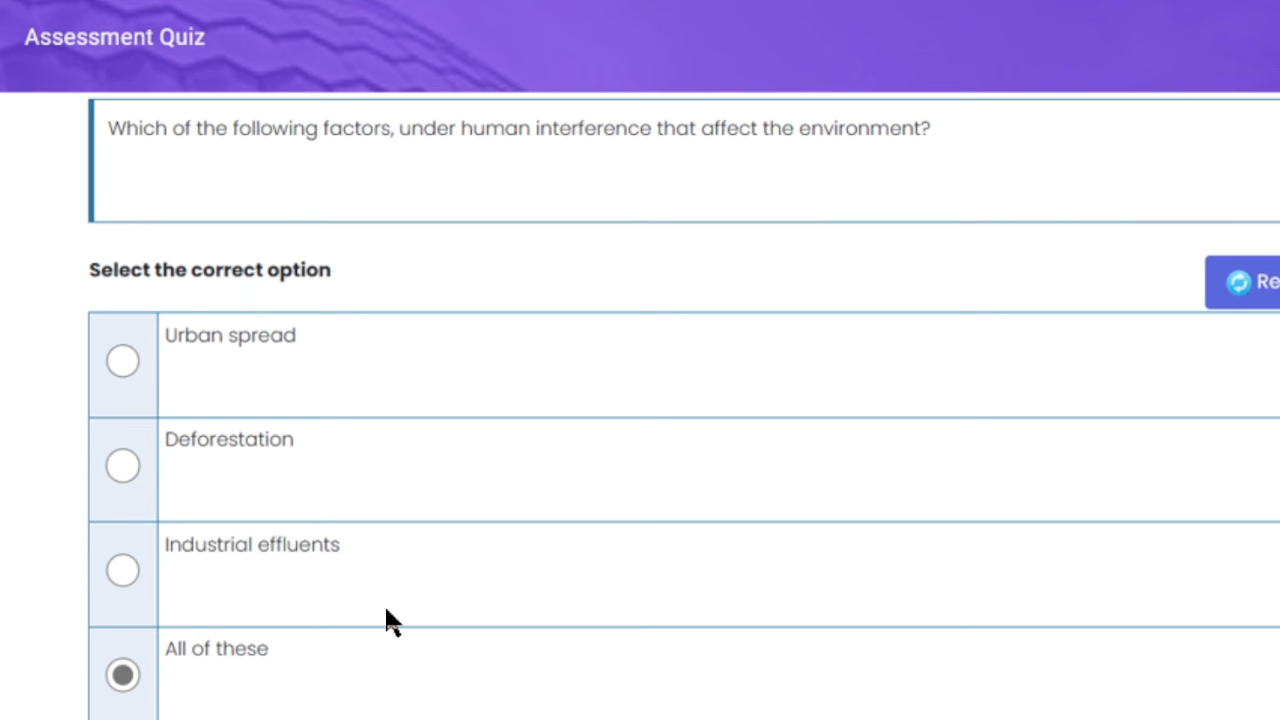 Assessment Quiz
Which of the following factors, under human interference that affect the environment?
Select the correct option
Re
Urban spread
Deforestation
Industrial effluents
All of these